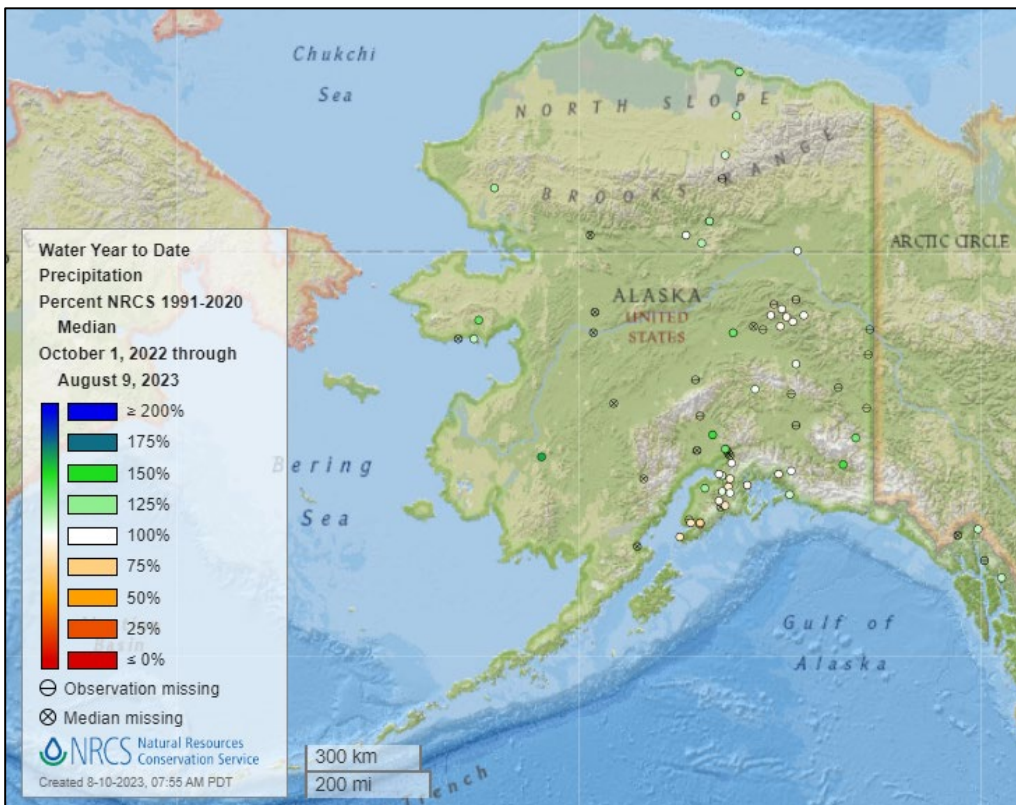 Chukchi
Sea
NORTH SLOPE
BROOKS RANGE
ARCTIC CIRCLE
ALASKA
UNITED
STATES
Bering
Sea
Gulf of
Alaska
Trench
Water Year to Date
Precipitation
Percent NRCS 1991-2020
Median
October 1, 2022 through
August 9, 2023
≥ 200%
175%
150%
125%
100%
75%
50%
25%
≤ 0%
Observation missing
Median missing
NRCS Natural Resources
Conservation Service
Created 8-10-2023, 07:55 AM PDT
300 km
200 mi